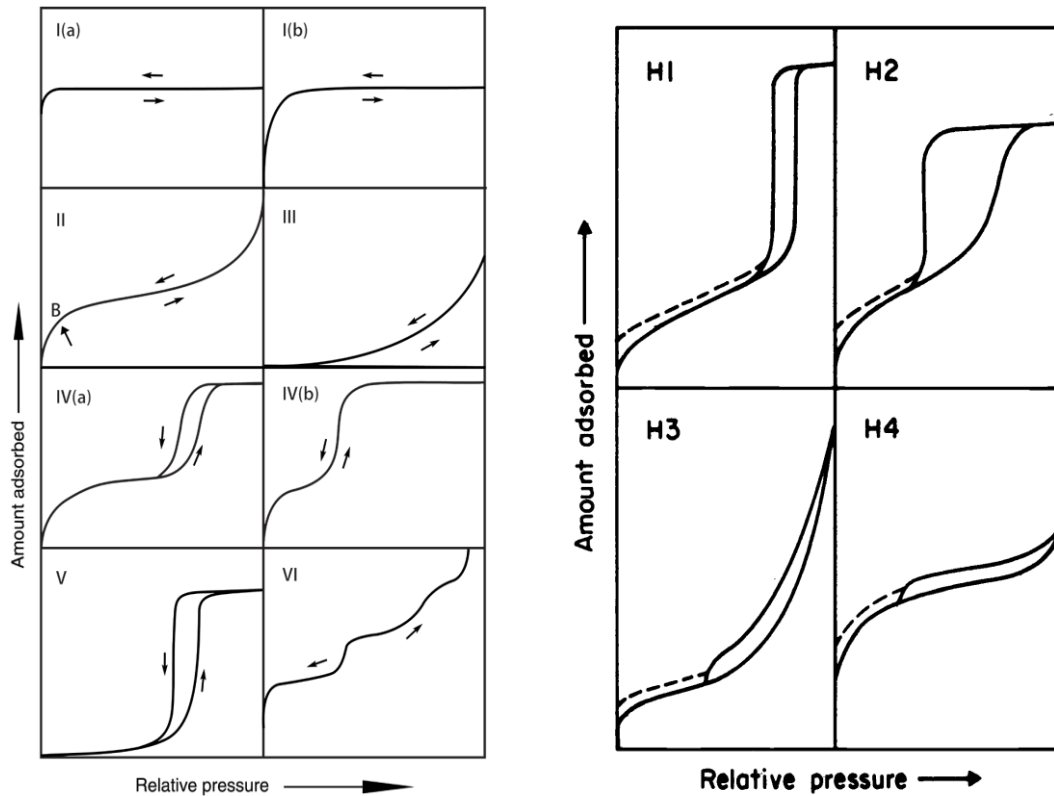 I(a)
I(b)
II
III
B
IV(a)
IV(b)
V
VI
Amount adsorbed
Relative pressure
H1
H2
H3
H4
Amount adsorbed
Relative pressure